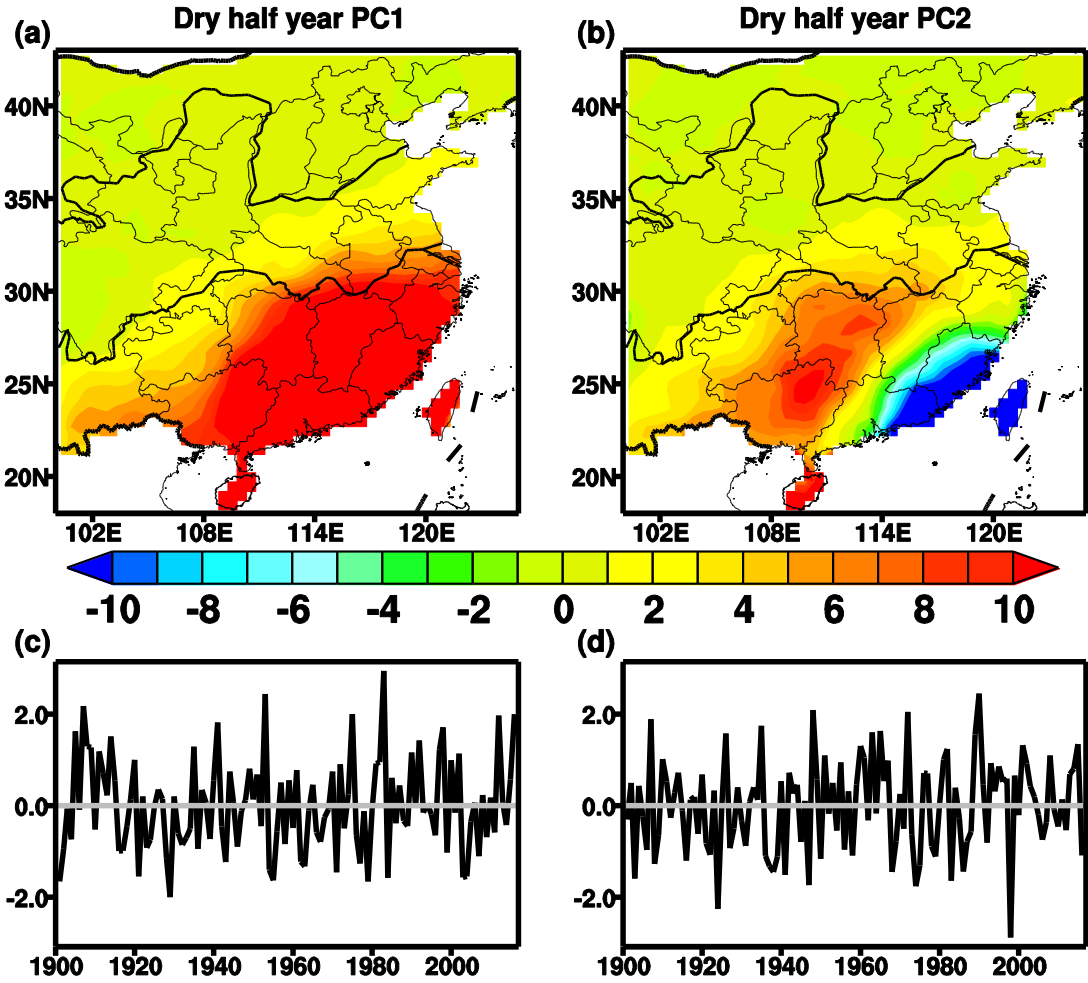 (a) Dry half year PC1
(b) Dry half year PC2
40N
35N
30N
25N
20N
102E 108E 114E 120E
40N
35N
30N
25N
20N
102E 108E 114E 120E
-10 -8 -6 -4 -2 0 2 4 6 8 10
(c)
2.0
0.0
-2.0
1900 1920 1940 1960 1980 2000
(d)
2.0
0.0
-2.0
1900 1920 1940 1960 1980 2000